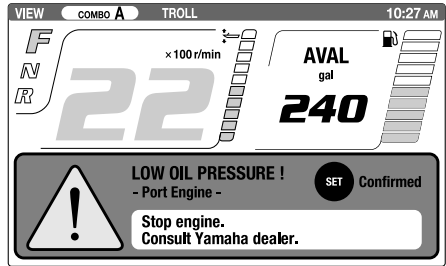 VIEW COMBO A TROLL 10:27 AM
F
N
R
×100 r/min
22
AVAL
gal
240
LOW OIL PRESSURE !
- Port Engine -
SET Confirmed
Stop engine.
Consult Yamaha dealer.